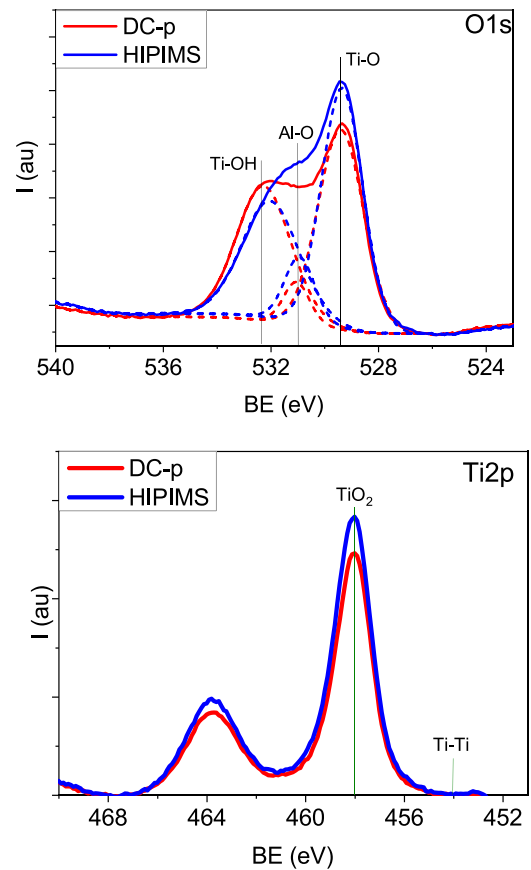 DC-p
HIPIMS
O1s
Ti-O
Al-O
Ti-OH
I (au)
540 536 532 528 524
BE (eV)
DC-p
HIPIMS
Ti2p
TiO₂
Ti-Ti
I (au)
468 464 460 456 452
BE (eV)